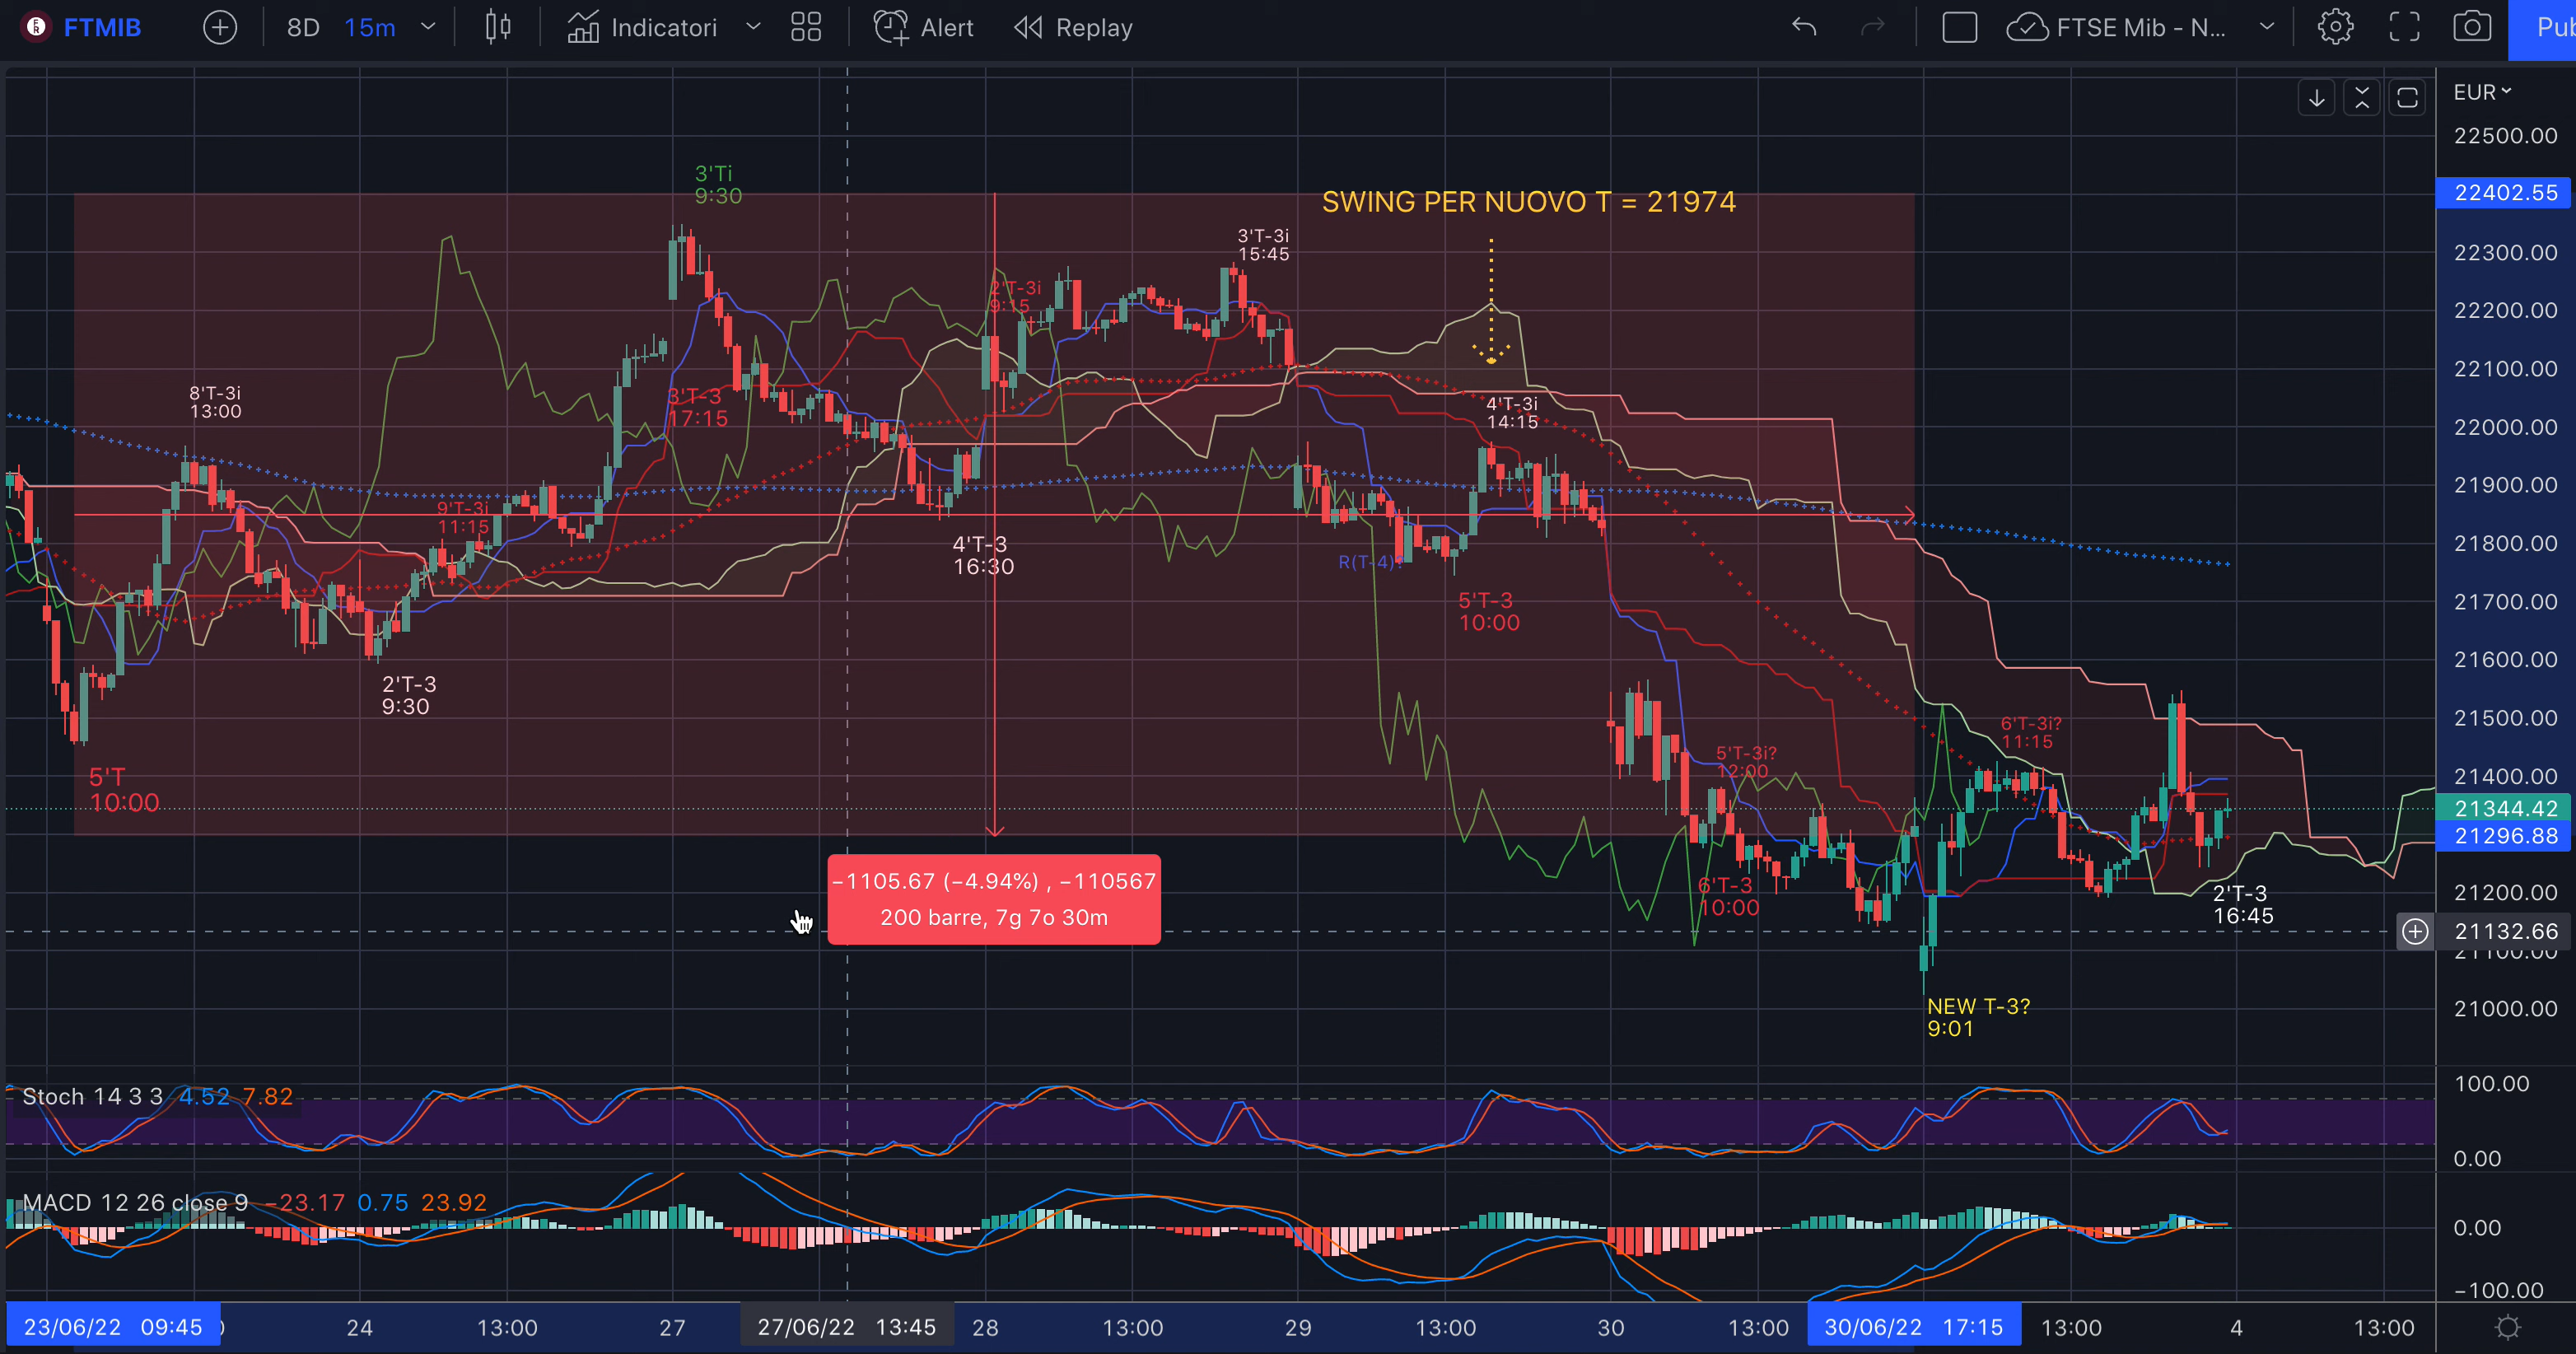 FTMIB 8D 15m Indicatori Alert Replay FTSE Mib - N... Pub
EUR
22500.00
22402.55
22300.00
22200.00
22100.00
22000.00
21900.00
21800.00
21700.00
21600.00
21500.00
21400.00
21344.42
21296.88
21200.00
21132.66
21100.00
21000.00
3'Ti
9:30
SWING PER NUOVO T = 21974
3'T-3i
15:45
2'T-3i
9:15
8'T-3i
13:00
3'T-3
17:15
4'T-3i
14:15
9'T-3i
11:15
4'T-3
16:30
R(T-4)?
5'T-3
10:00
2'T-3
9:30
5'T
10:00
5'T-3i?
12:00
6'T-3i?
11:15
6'T-3
10:00
2'T-3
16:45
−1105.67 (−4.94%) , −110567
200 barre, 7g 7o 30m
NEW T-3?
9:01
Stoch 14 3 3 4.52 7.82
100.00
0.00
MACD 12 26 close 9 −23.17 0.75 23.92
0.00
−100.00
23/06/22 09:45 24 13:00 27 27/06/22 13:45 28 13:00 29 13:00 30 13:00 30/06/22 17:15 13:00 4 13:00